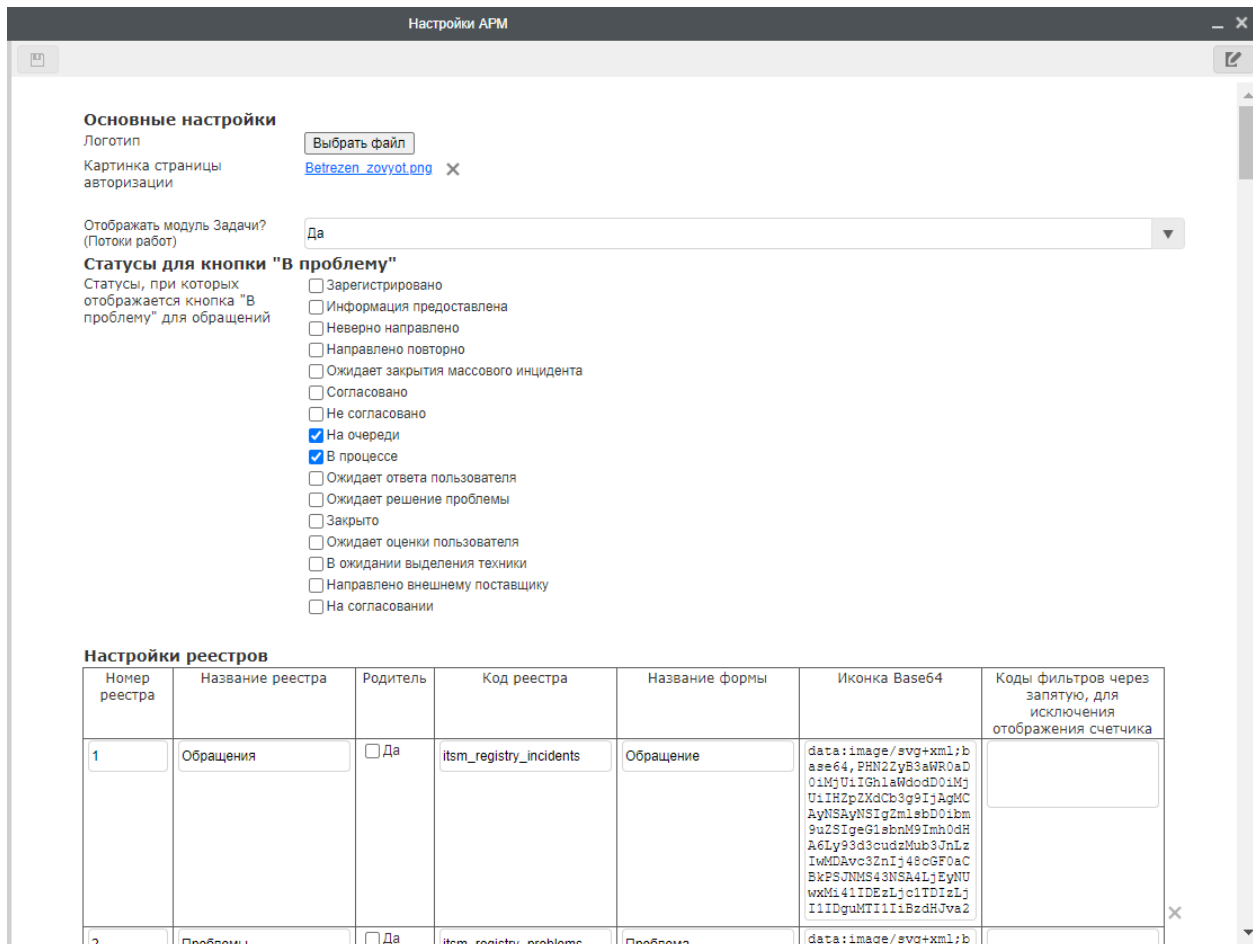 Настройки АРМ
Основные настройки
Логотип
Выбрать файл
Картинка страницы
авторизации
Betrezen_zovyot.png
Отображать модуль Задачи?
(Потоки работ)
Да
Статусы для кнопки "В проблему"
Статусы, при которых
отображается кнопка "В
проблему" для обращений
Зарегистрировано
Информация предоставлена
Неверно направлено
Направлено повторно
Ожидает закрытия массового инцидента
Согласовано
Не согласовано
На очереди
В процессе
Ожидает ответа пользователя
Ожидает решение проблемы
Закрыто
Ожидает оценки пользователя
В ожидании выделения техники
Направлено внешнему поставщику
На согласовании
Настройки реестров
Номер
реестра
Название реестра
Родитель
Код реестра
Название формы
Иконка Base64
Коды фильтров через
запятую, для
исключения
отображения счетчика
1
Обращения
Да
itsm_registry_incidents
Обращение
data:image/svg+xml;b
ase64,PHN2ZyB3aWR0aD
0iMjUiIGhlaWdodD0iMj
UiIHZpZXdCb3g9IjAgMC
AyNSAyNSIgZmlsbD0ibm
9uZSIgeG1sbnM9Imh0dH
A6Ly93d3cudzMub3JnLz
IwMDAvc3ZnIj48cGF0aC
BkPSJNMS43NSA4LjEyNU
wxMi41IDEzLjc1TDIzLj
I1IDguMTI1IiBzdHJva2
2
Проблемы
Да
itsm_registry_problems
Проблема
data:image/svg+xml;b